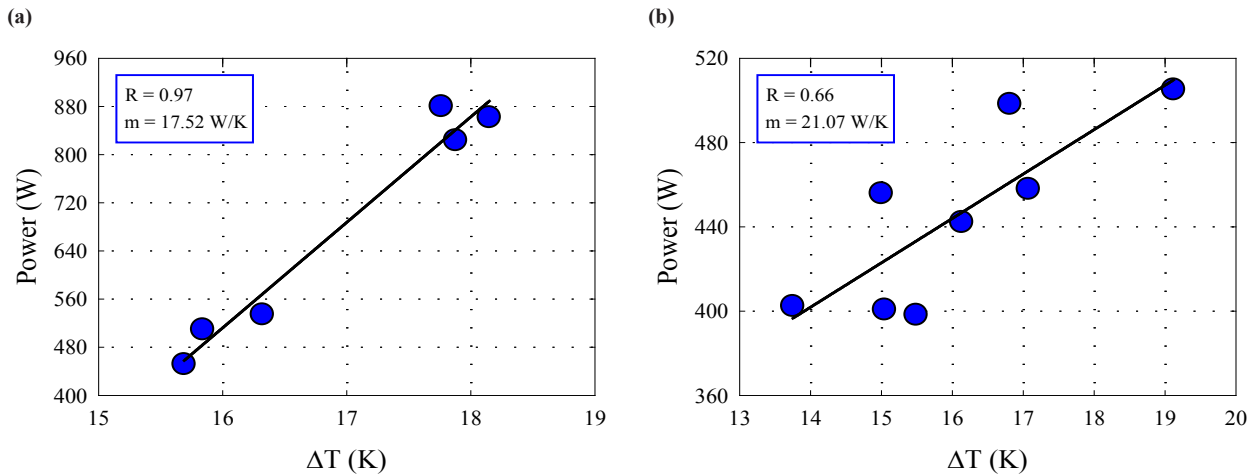 (a)
Power (W)
960
880
800
720
640
560
480
400
R = 0.97
m = 17.52 W/K
15
16
17
18
19
ΔT (K)
(b)
Power (W)
520
480
440
400
360
R = 0.66
m = 21.07 W/K
13
14
15
16
17
18
19
20
ΔT (K)